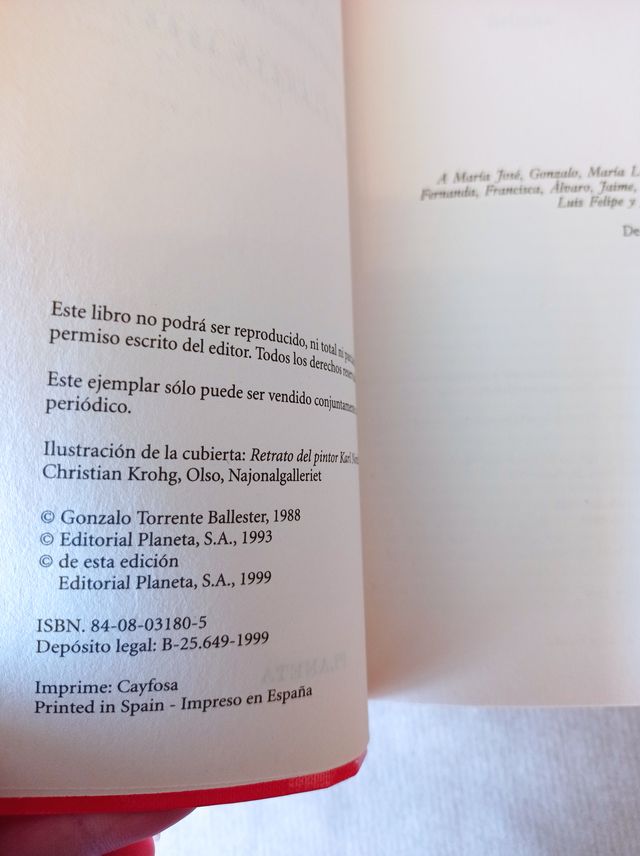 Este libro no podrá ser reproducido, ni total ni
permiso escrito del editor. Todos los derechos
Este ejemplar sólo puede ser vendido conjuntamente
periódico.
Ilustración de la cubierta: Retrato del pintor Karl
Christian Krohg, Olso, Najonalgalleriet
© Gonzalo Torrente Ballester, 1988
© Editorial Planeta, S.A., 1993
© de esta edición
Editorial Planeta, S.A., 1999
ISBN. 84-08-03180-5
Depósito legal: B-25.649-1999
Imprime: Cayfosa
Printed in Spain - Impreso en España
A María José, Gonzalo, María L
Fernanda, Francisca, Álvaro, Jaime,
Luis Felipe y
De